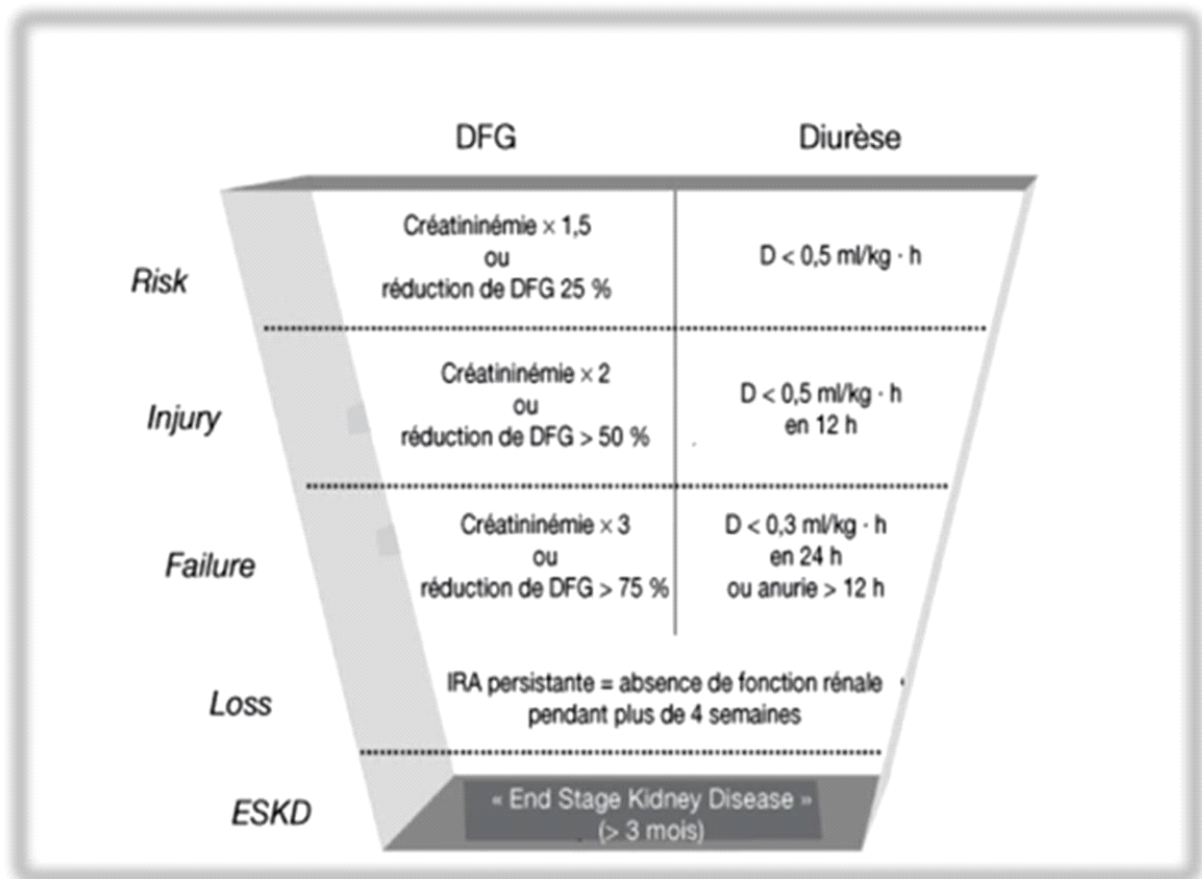 DFG
Diurèse
Risk
Créatininémie × 1,5
ou
réduction de DFG 25 %
D < 0,5 ml/kg · h
Injury
Créatininémie × 2
ou
réduction de DFG > 50 %
D < 0,5 ml/kg · h
en 12 h
Failure
Créatininémie × 3
ou
réduction de DFG > 75 %
D < 0,3 ml/kg · h
en 24 h
ou anurie > 12 h
Loss
IRA persistante = absence de fonction rénale
pendant plus de 4 semaines
ESKD
« End Stage Kidney Disease »
(> 3 mois)